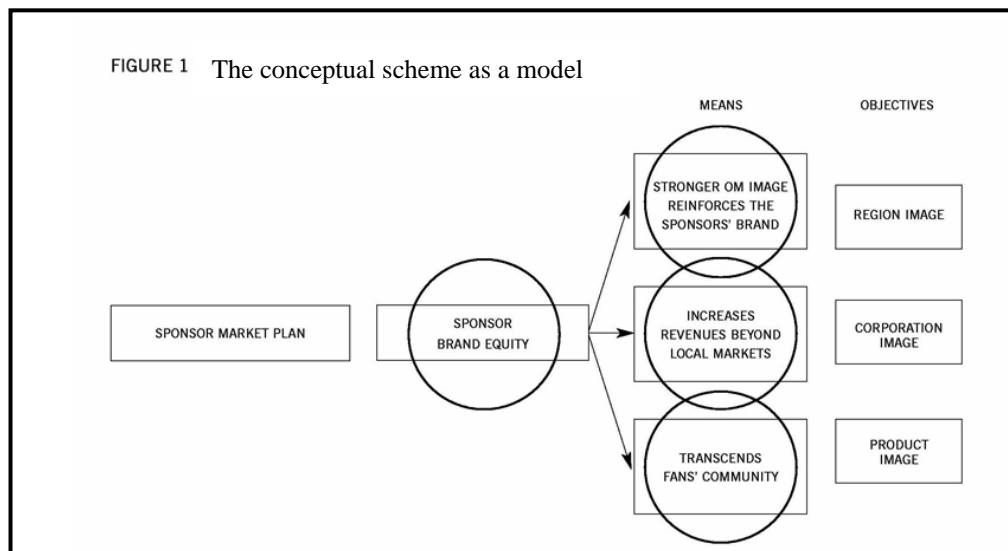 FIGURE 1 The conceptual scheme as a model
MEANS
OBJECTIVES
STRONGER OM IMAGE
REINFORCES THE
SPONSORS' BRAND
REGION IMAGE
SPONSOR MARKET PLAN
SPONSOR
BRAND EQUITY
INCREASES
REVENUES BEYOND
LOCAL MARKETS
CORPORATION
IMAGE
TRANSCENDS
FANS' COMMUNITY
PRODUCT
IMAGE